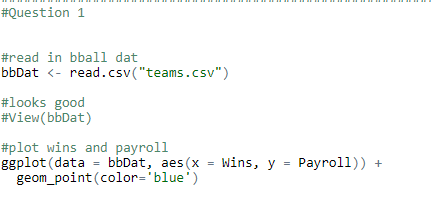 #Question 1
#read in bball dat
bbDat <- read.csv("teams.csv")
#looks good
#View(bbDat)
#plot wins and payroll
ggplot(data = bbDat, aes(x = Wins, y = Payroll)) +
  geom_point(color='blue')